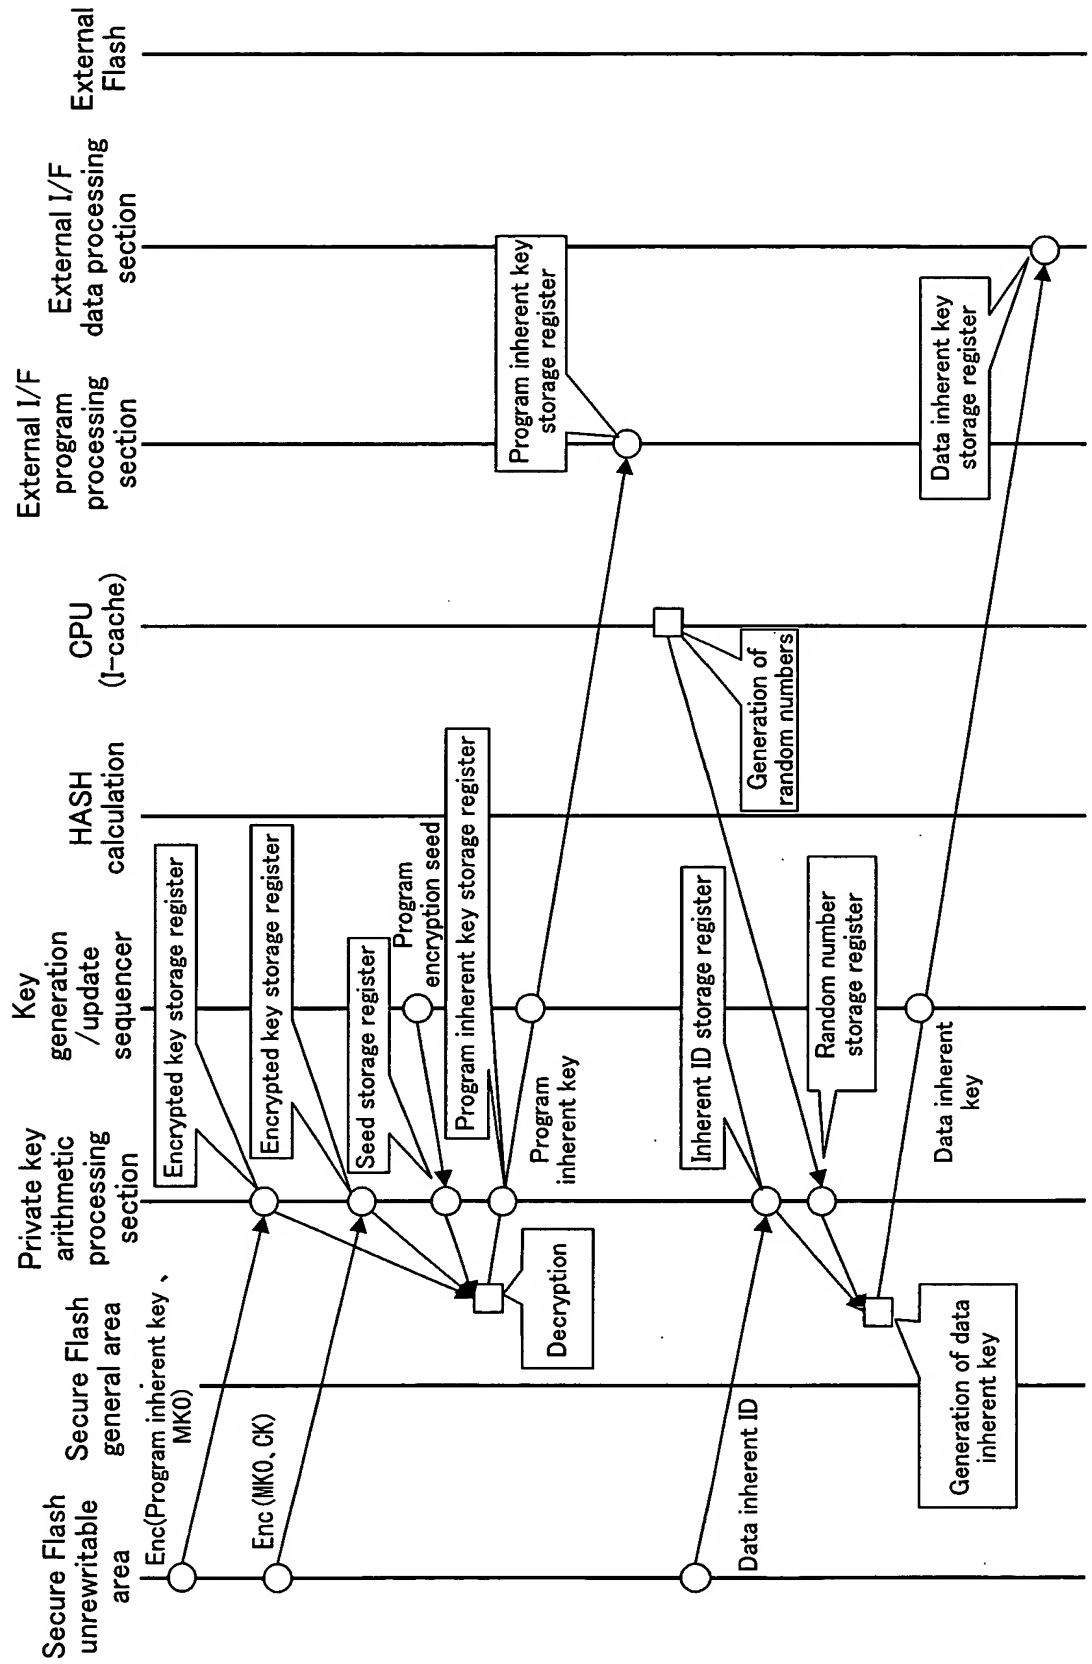 Secure Flash
unrewritable
area
Secure Flash
general area
Private key
arithmetic
processing
section
Key
generation
/update
sequencer
HASH
calculation
CPU
(I-cache)
External I/F
program
processing
section
External I/F
data processing
section
External
Flash
Enc(Program inherent key、
MK0)
Encrypted key storage register
Enc(MK0、CK)
Encrypted key storage register
Seed storage register
Program
encryption seed
Program inherent key storage register
Decryption
Program
inherent key
Program inherent key
storage register
Generation of
random numbers
Data inherent ID
Inherent ID storage register
Random number
storage register
Generation of data
inherent key
Data inherent
key
Data inherent key
storage register